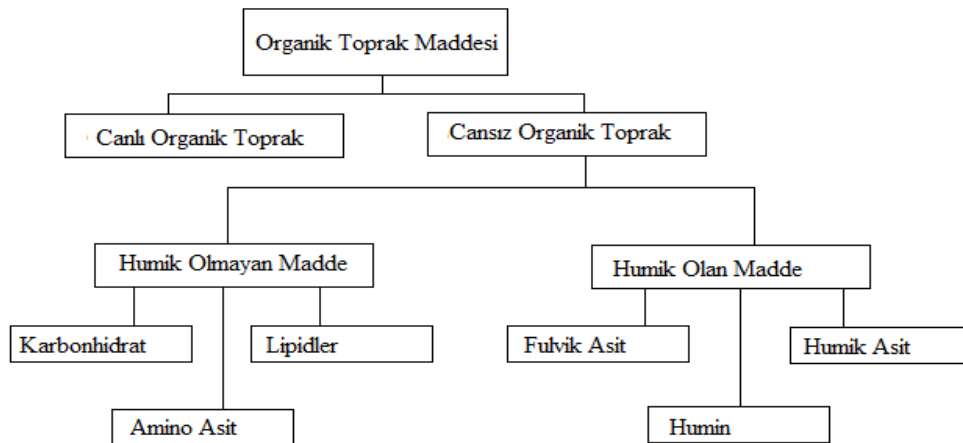 Organik Toprak Maddesi
Canlı Organik Toprak
Cansız Organik Toprak
Humik Olmayan Madde
Humik Olan Madde
Karbonhidrat
Lipidler
Fulvik Asit
Humik Asit
Amino Asit
Humin